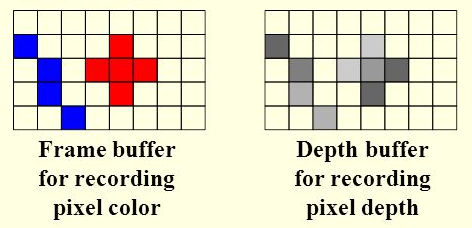 Frame buffer
for recording
pixel color
Depth buffer
for recording
pixel depth